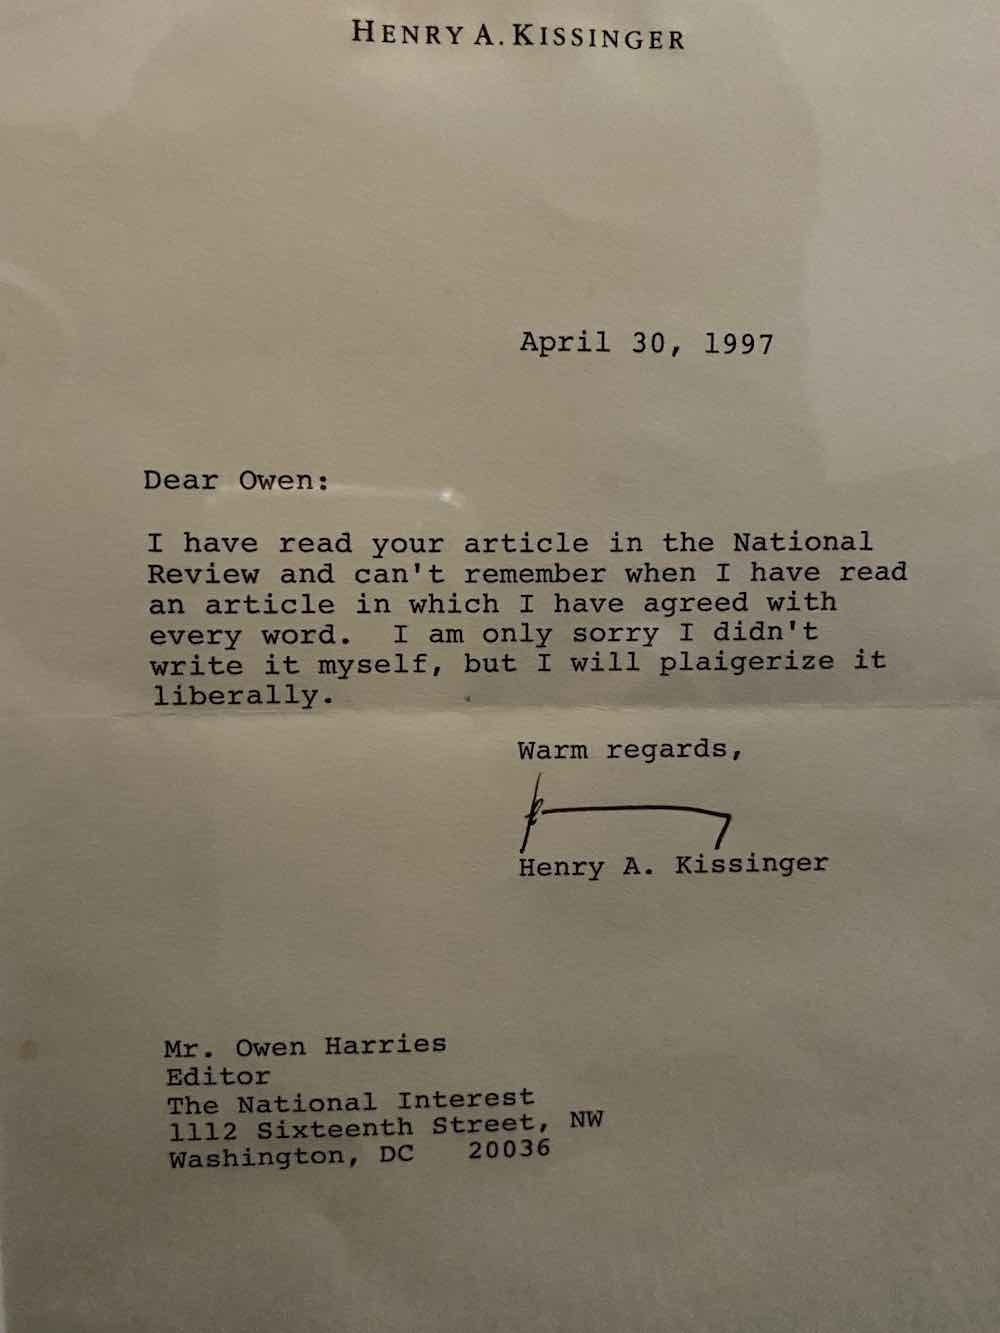 HENRY A. KISSINGER
April 30, 1997
Dear Owen:
I have read your article in the National
Review and can't remember when I have read
an article in which I have agreed with
every word.  I am only sorry I didn't
write it myself, but I will plaigerize it
liberally.
Warm regards,
Henry A. Kissinger
Mr. Owen Harries
Editor
The National Interest
1112 Sixteenth Street, NW
Washington, DC   20036